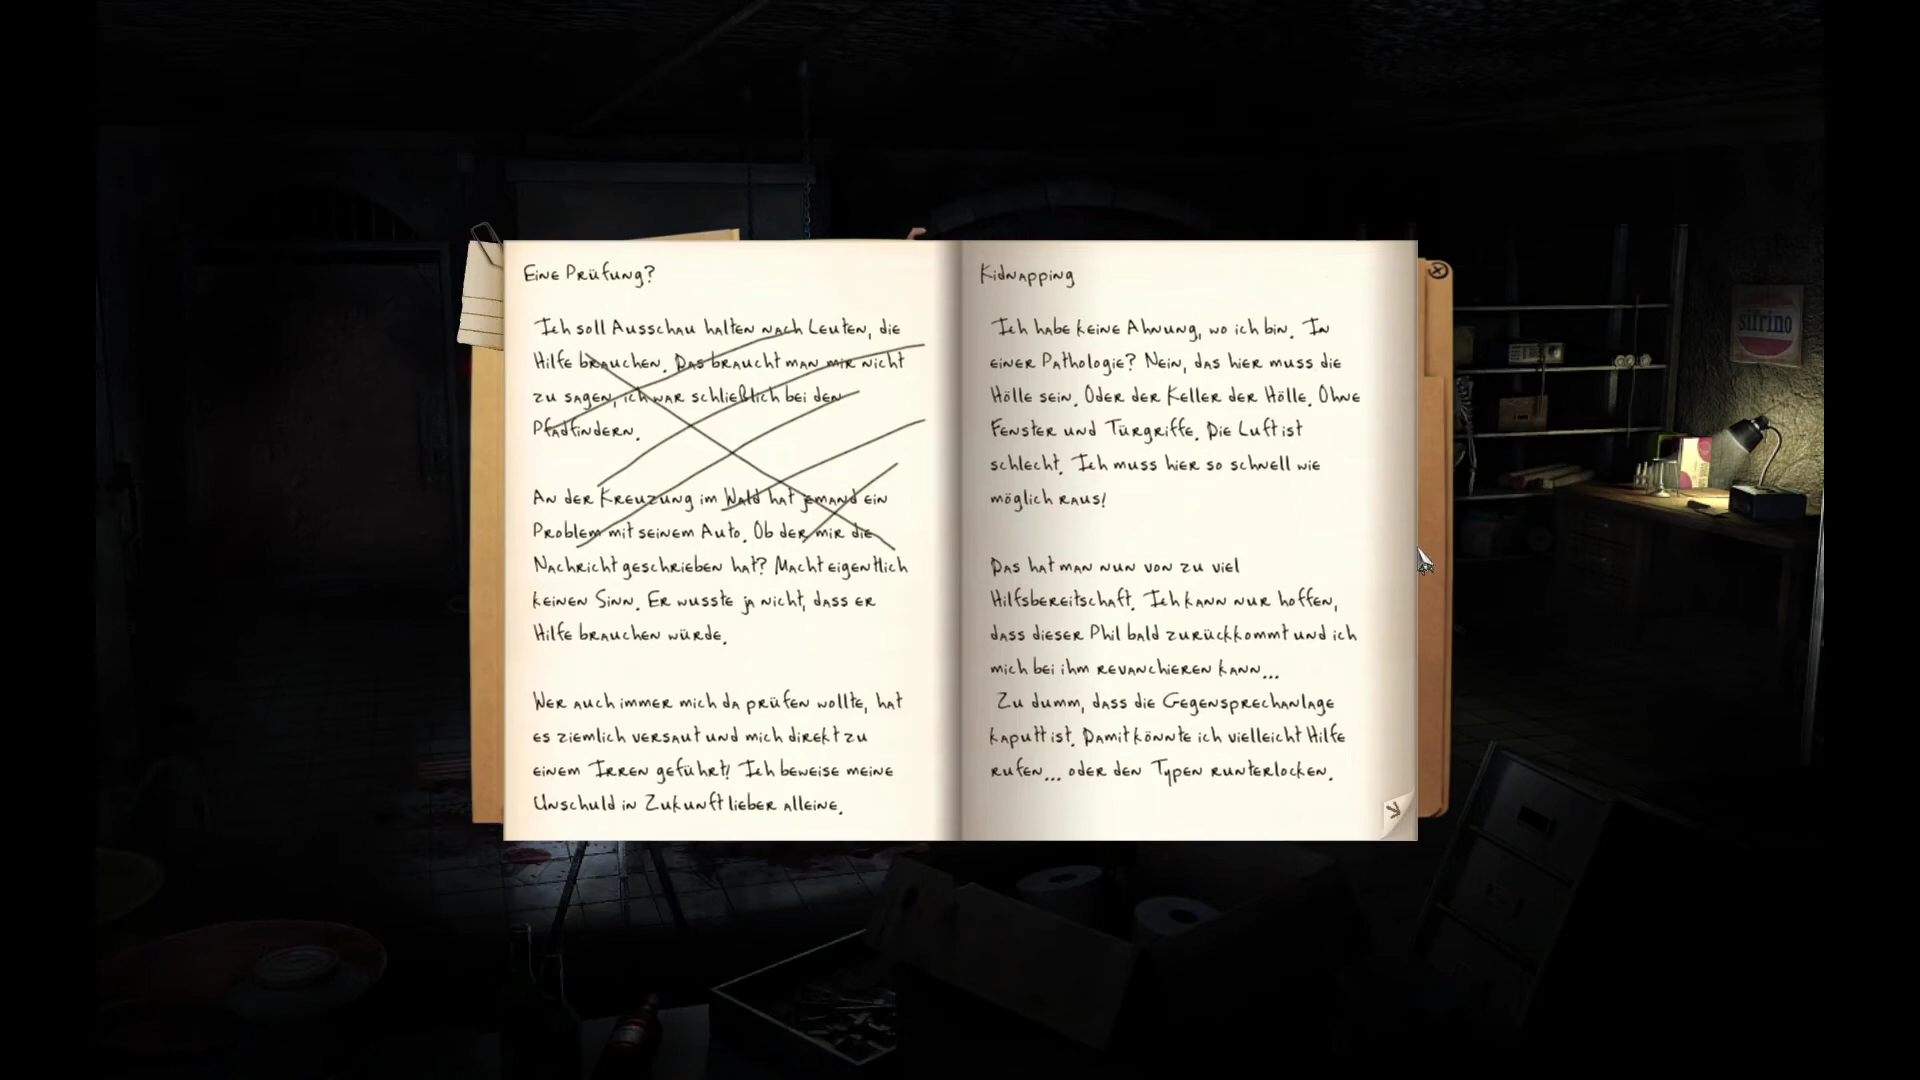 Eine Prüfung?
Ich soll Ausschau halten nach Leuten, die
Hilfe brauchen. Das braucht man mir nicht
zu sagen, ich war schließlich bei den
Pfadfindern.
An der Kreuzung im Wald hat jemand ein
Problem mit seinem Auto. Ob der mir die
Nachricht geschrieben hat? Macht eigentlich
keinen Sinn. Er wusste ja nicht, dass er
Hilfe brauchen würde.
Wer auch immer mich da prüfen wollte, hat
es ziemlich versaut und mich direkt zu
einem Irren geführt! Ich beweise meine
Unschuld in Zukunft lieber alleine.
Kidnapping
Ich habe keine Ahnung, wo ich bin. In
einer Pathologie? Nein, das hier muss die
Hölle sein. Oder der Keller der Hölle. Ohne
Fenster und Türgriffe. Die Luft ist
schlecht. Ich muss hier so schnell wie
möglich raus!
Das hat man nun von zu viel
Hilfsbereitschaft. Ich kann nur hoffen,
dass dieser Phil bald zurückkommt und ich
mich bei ihm revanchieren kann...
Zu dumm, dass die Gegensprechanlage
kaputt ist. Damit könnte ich vielleicht Hilfe
rufen... oder den Typen runterlocken.
sifrino